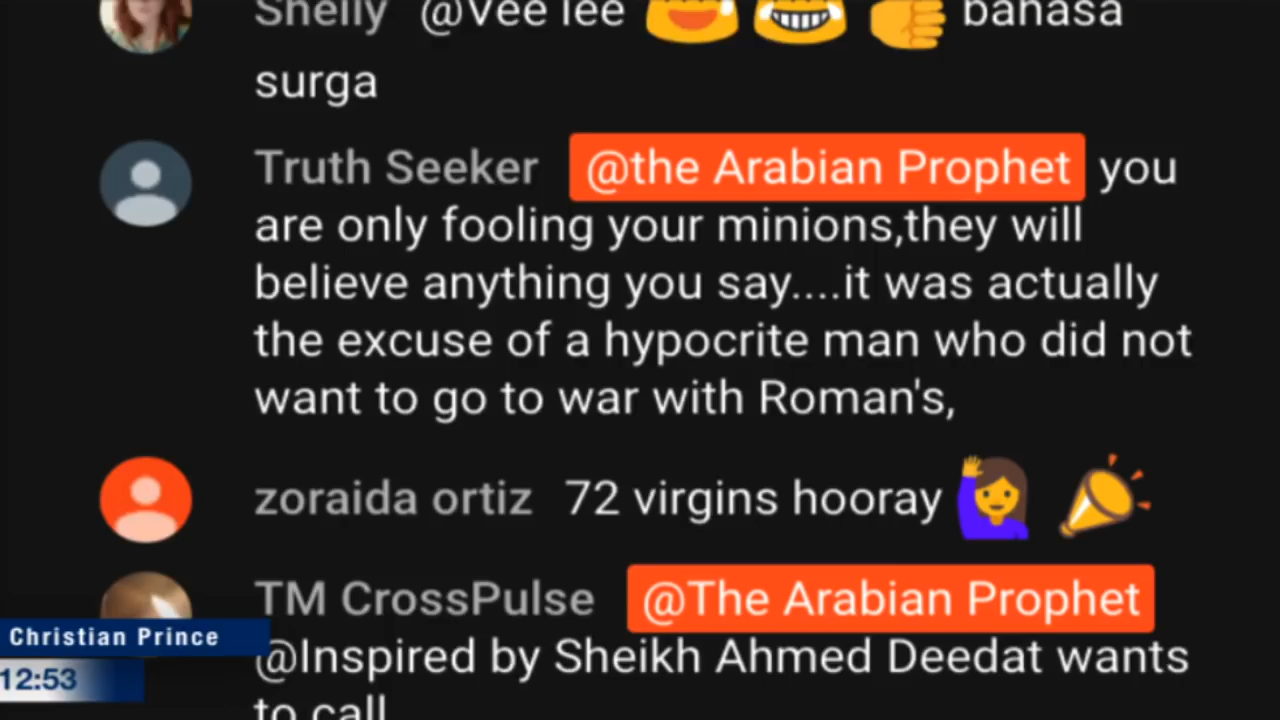 Shelly @Vee lee bahasa
surga
Truth Seeker @the Arabian Prophet you
are only fooling your minions,they will
believe anything you say....it was actually
the excuse of a hypocrite man who did not
want to go to war with Roman's,
zoraida ortiz 72 virgins hooray
TM CrossPulse @The Arabian Prophet
Christian Prince
@Inspired by Sheikh Ahmed Deedat wants
12:53
to call